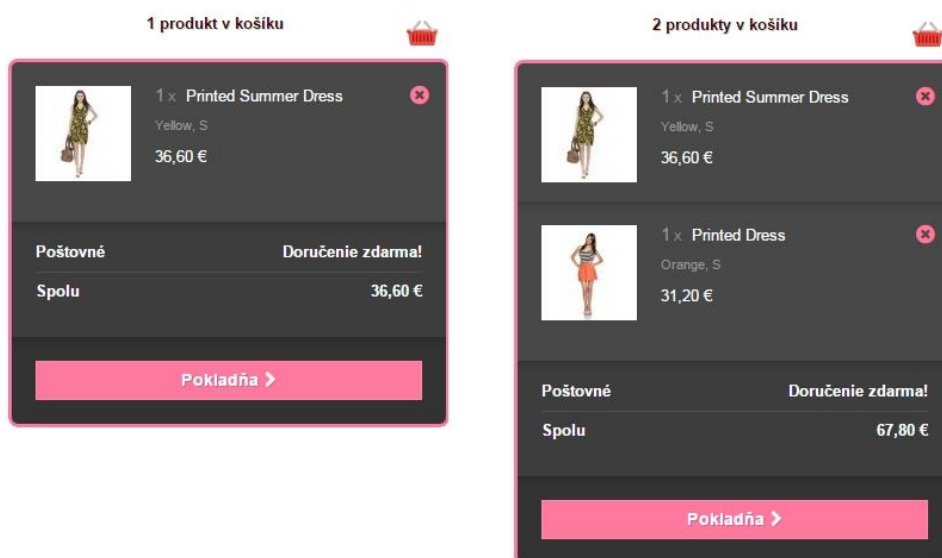 1 produkt v košíku
1 x Printed Summer Dress
Yellow, S
36,60 €
Poštovné Doručenie zdarma!
Spolu 36,60 €
Pokladňa
2 produkty v košíku
1 x Printed Summer Dress
Yellow, S
36,60 €
1 x Printed Dress
Orange, S
31,20 €
Poštovné Doručenie zdarma!
Spolu 67,80 €
Pokladňa